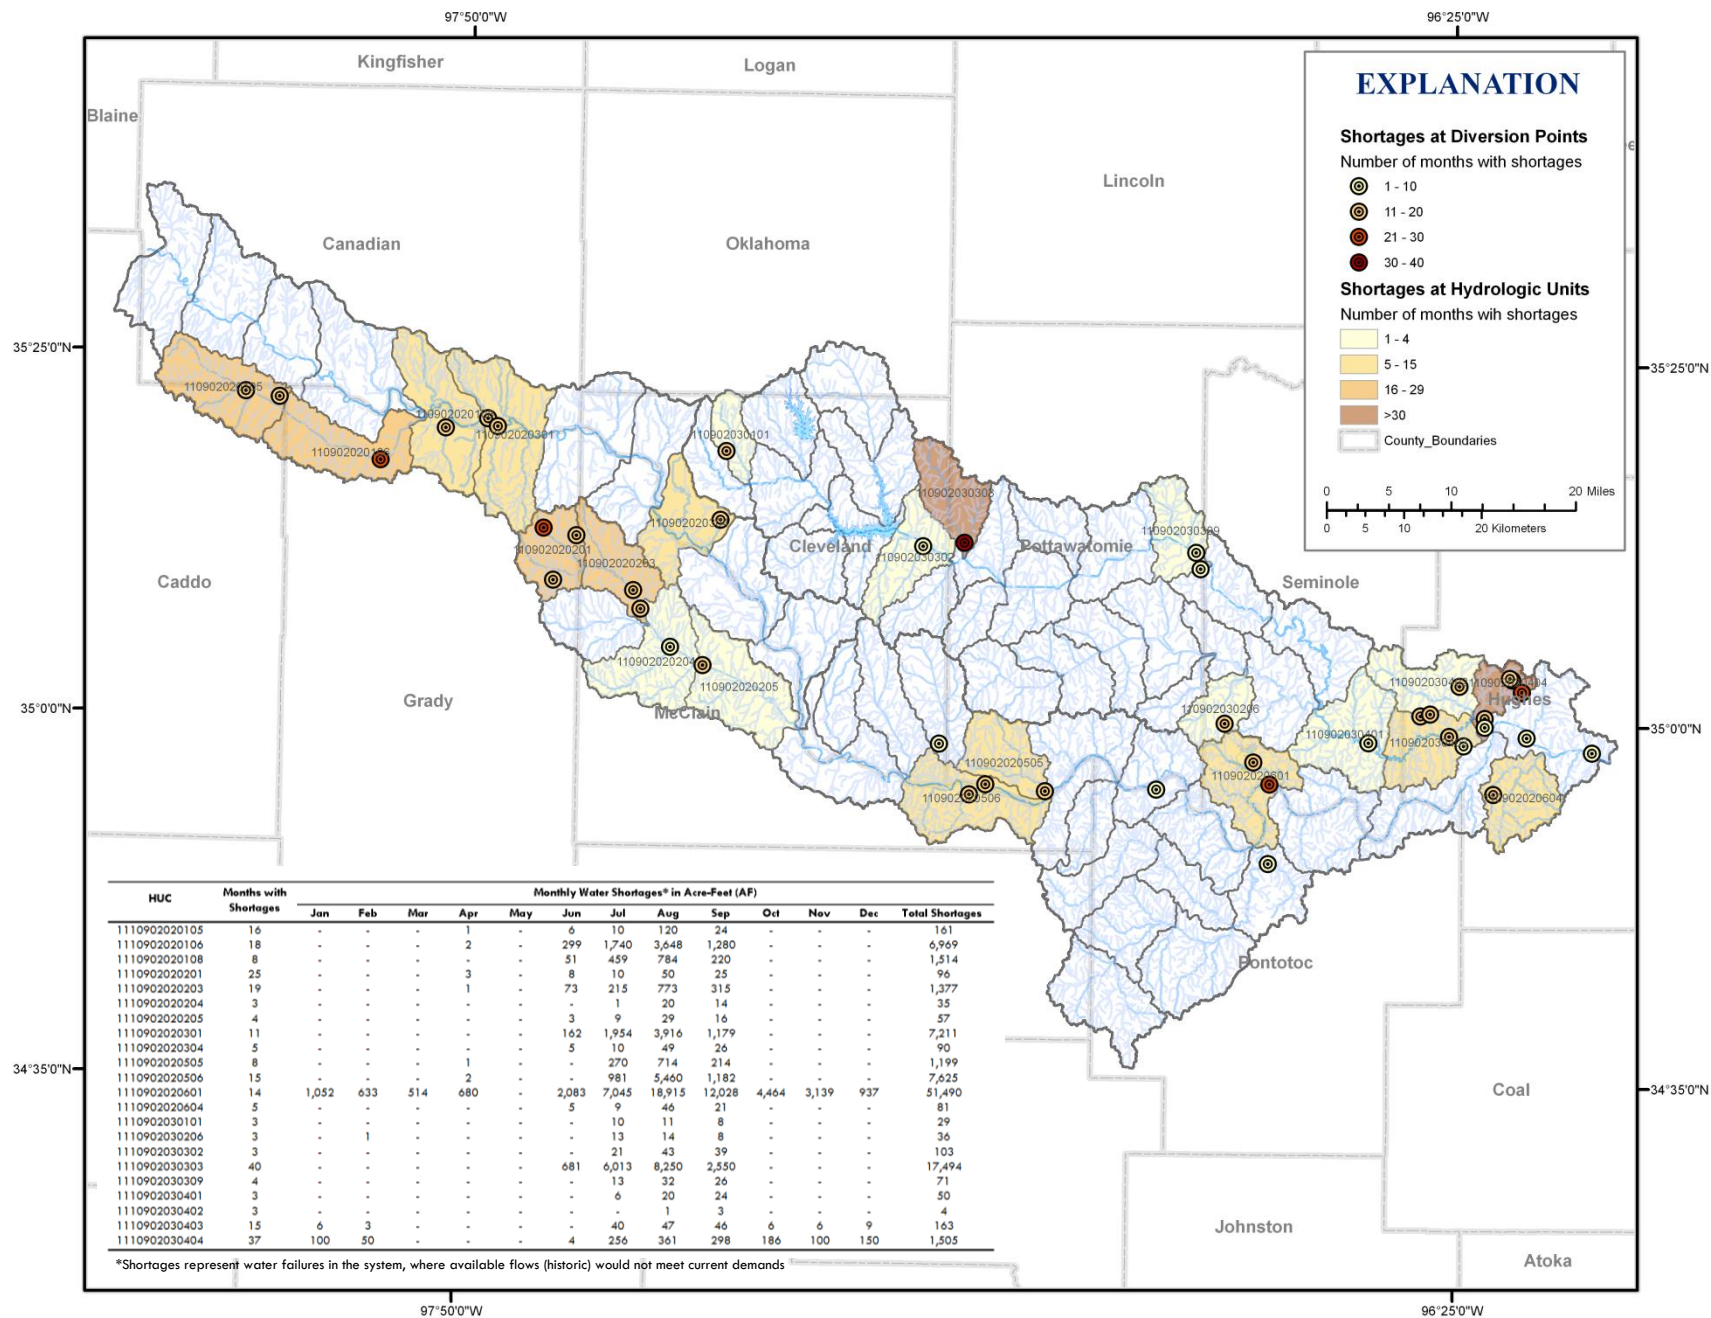 97°50'0"W
96°25'0"W
Kingfisher
Logan
Blaine
Lincoln
Canadian
Oklahoma
EXPLANATION
Shortages at Diversion Points
Number of months with shortages
1 - 10
11 - 20
21 - 30
30 - 40
Shortages at Hydrologic Units
Number of months wih shortages
1 - 4
5 - 15
16 - 29
>30
County_Boundaries
0 5 10 20 Miles
0 5 10 20 Kilometers
35°25'0"N
35°25'0"N
110902020301
110902030101
110902030303
110902030302
110902030309
110902020201
110902020203
Cleveland
Pottawatomie
Caddo
Seminole
110902020204
110902020205
Grady
McClain
35°0'0"N
35°0'0"N
110902030206
110902030401
Hughes
110902020505
110902020601
Pontotoc
34°35'0"N
34°35'0"N
Coal
Johnston
Atoka
HUC Months with Shortages Monthly Water Shortages* in Acre-Feet (AF)
Jan Feb Mar Apr May Jun Jul Aug Sep Oct Nov Dec Total Shortages
1110902020105 16 - - - 1 - 6 10 120 24 - - - 161
1110902020106 18 - - - 2 - 299 1,740 3,648 1,280 - - - 6,969
1110902020108 8 - - - - - 51 459 784 220 - - - 1,514
1110902020201 25 - - - 3 - 8 10 50 25 - - - 96
1110902020203 19 - - - 1 - 73 215 773 315 - - - 1,377
1110902020204 3 - - - - - - 1 20 14 - - - 35
1110902020205 4 - - - - - 3 9 29 16 - - - 57
1110902020301 11 - - - - - 162 1,954 3,916 1,179 - - - 7,211
1110902020304 5 - - - - - 5 10 49 26 - - - 90
1110902020505 8 - - - 1 - - 270 714 214 - - - 1,199
1110902020506 15 - - - 2 - - 981 5,460 1,182 - - - 7,625
1110902020601 14 1,052 633 514 680 - 2,083 7,045 18,915 12,028 4,464 3,139 937 51,490
1110902020604 5 - - - - - 5 9 46 21 - - - 81
1110902030101 3 - - - - - - 10 11 8 - - - 29
1110902030206 3 - 1 - - - - 13 14 8 - - - 36
1110902030302 3 - - - - - - 21 43 39 - - - 103
1110902030303 40 - - - - - 681 6,013 8,250 2,550 - - - 17,494
1110902030309 4 - - - - - - 13 32 26 - - - 71
1110902030401 3 - - - - - - 6 20 24 - - - 50
1110902030402 3 - - - - - - - 1 3 - - - 4
1110902030403 15 6 3 - - - - 40 47 46 6 6 9 163
1110902030404 37 100 50 - - - 4 256 361 298 186 100 150 1,505
*Shortages represent water failures in the system, where available flows (historic) would not meet current demands
97°50'0"W
96°25'0"W